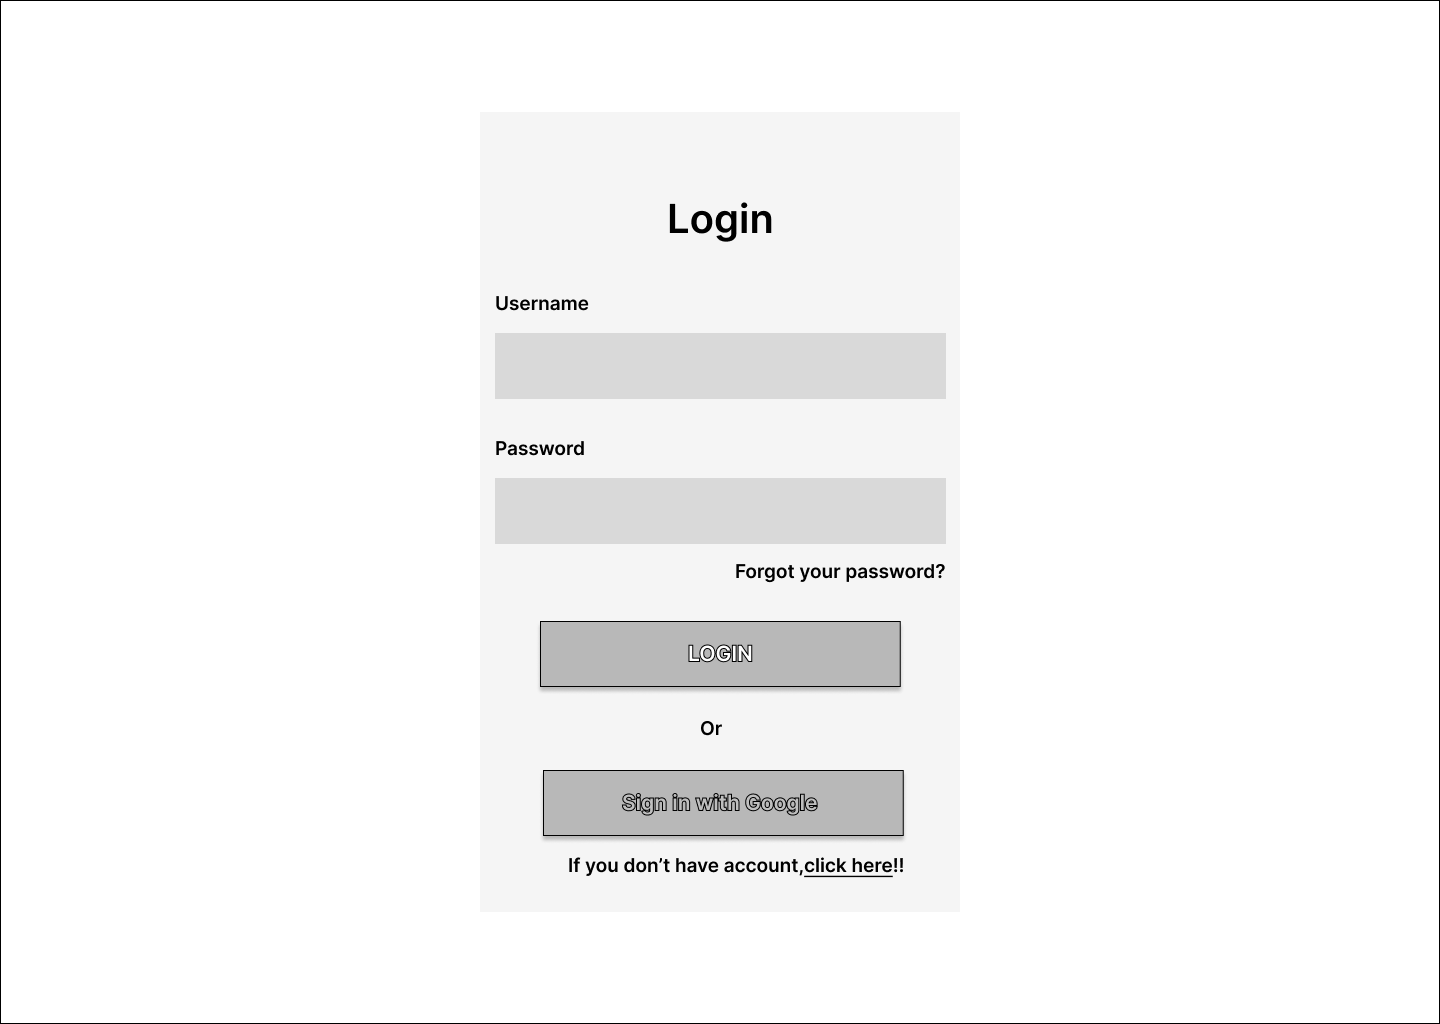 Login
Username
Password
Forgot your password?
LOGIN
Or
Sign in with Google
If you don’t have account,click here!!